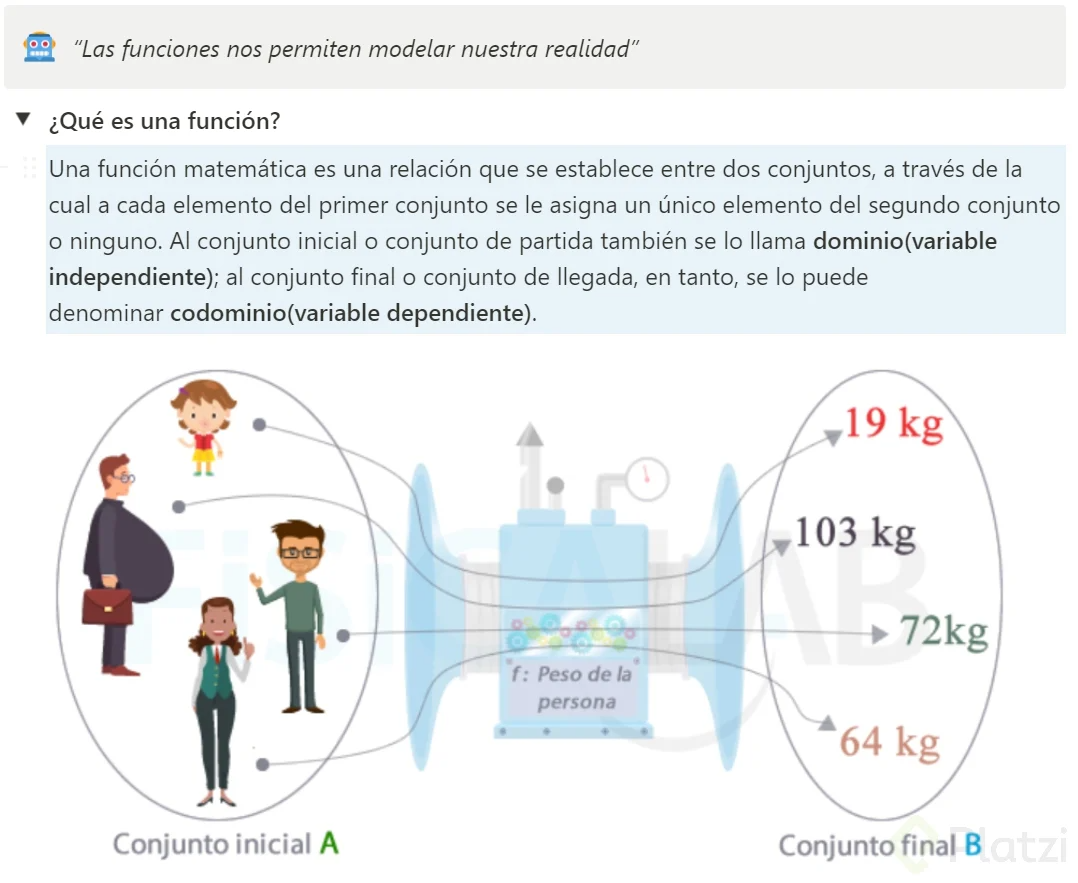 “Las funciones nos permiten modelar nuestra realidad”
¿Qué es una función?
Una función matemática es una relación que se establece entre dos conjuntos, a través de la
cual a cada elemento del primer conjunto se le asigna un único elemento del segundo conjunto
o ninguno. Al conjunto inicial o conjunto de partida también se lo llama dominio(variable
independiente); al conjunto final o conjunto de llegada, en tanto, se lo puede
denominar codominio(variable dependiente).
19 kg
103 kg
FiSiCALAB
72kg
f: Peso de la
persona
64 kg
Conjunto inicial A
Conjunto final B
Platzi